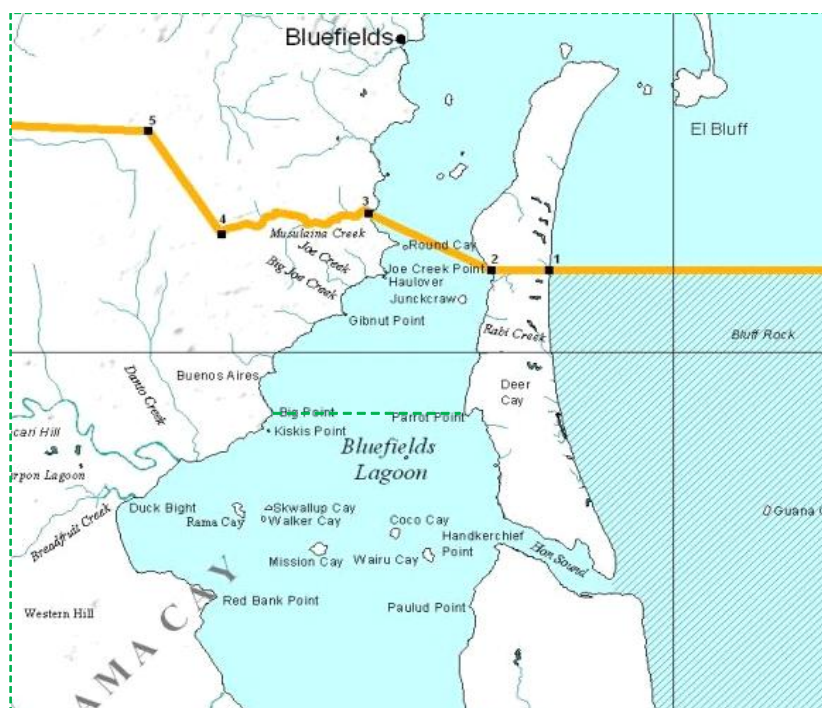 Bluefields
El Bluff
5
3
4
Musulaina Creek
Round Cay
Joe Creek
2
1
Big Joe Creek
Joe Creek Point
Haulover
Junckcraw
Gibnut Point
Rabi Creek
Bluff Rock
Buenos Aires
Danto Creek
Deer
Cay
Big Point
Parrot Point
Kiskis Point
cari Hill
Bluefields
Lagoon
rpon Lagoon
Duck Bight
Rama Cay
Skwallup Cay
Walker Cay
Guana C
Breadfruit Creek
Coco Cay
Handkerchief
Point
Mission Cay
Wairu Cay
Hon Sound
Red Bank Point
Paulud Point
Western Hill
AMA CAY